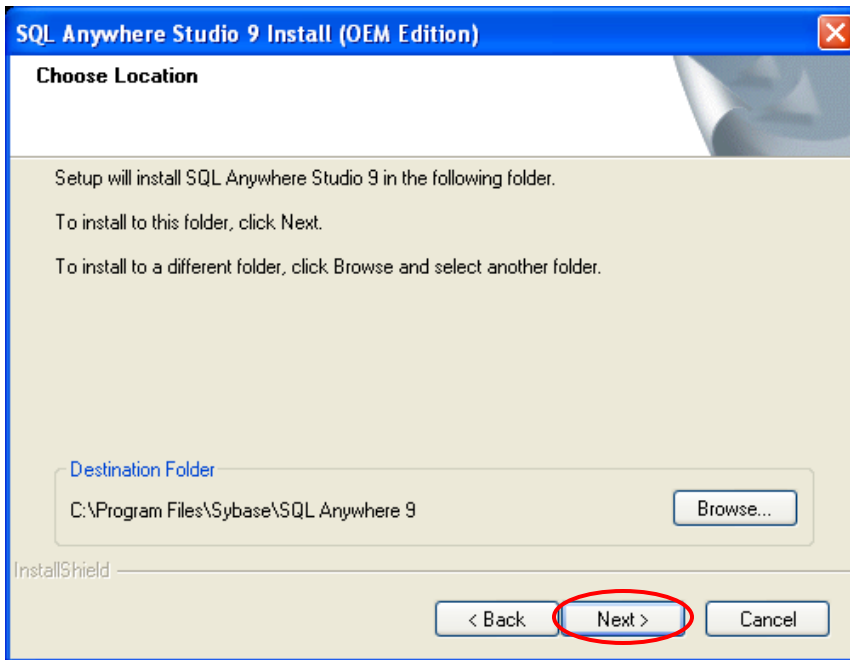 SQL Anywhere Studio 9 Install (OEM Edition)
Choose Location
Setup will install SQL Anywhere Studio 9 in the following folder.
To install to this folder, click Next.
To install to a different folder, click Browse and select another folder.
Destination Folder
C:\Program Files\Sybase\SQL Anywhere 9
Browse...
InstallShield
< Back
Next >
Cancel